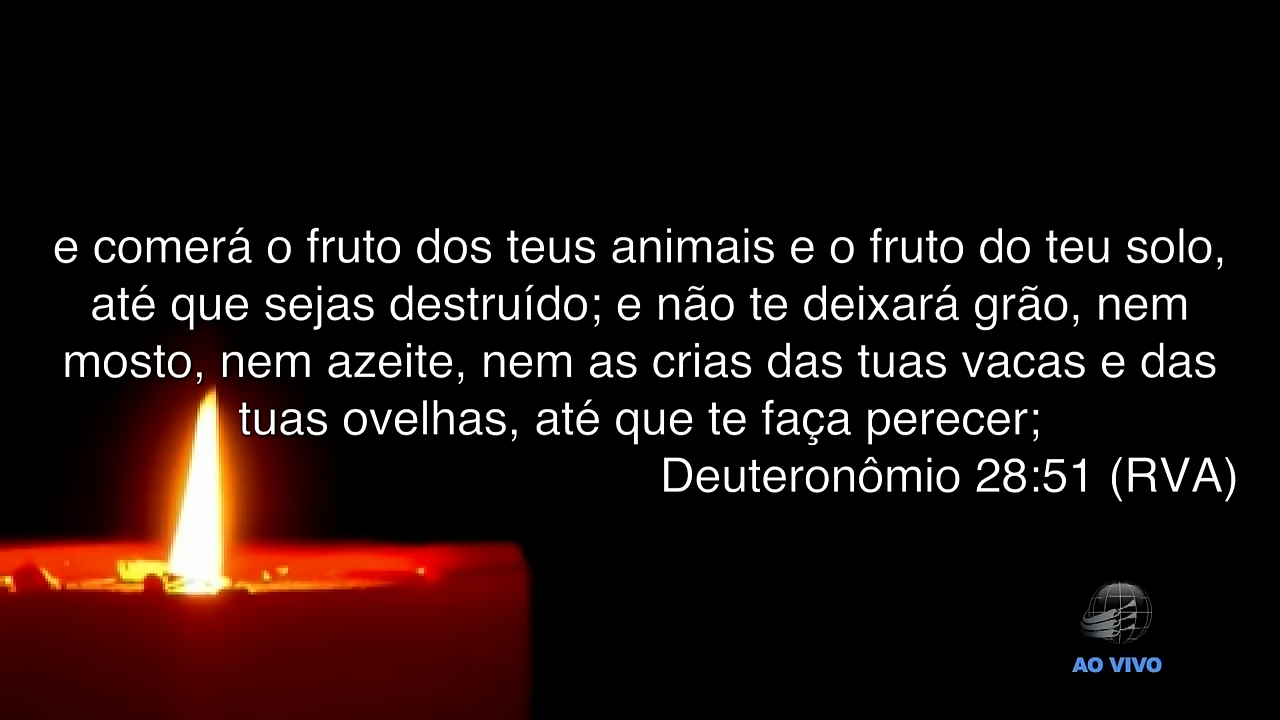 e comerá o fruto dos teus animais e o fruto do teu solo,
até que sejas destruído; e não te deixará grão, nem
mosto, nem azeite, nem as crias das tuas vacas e das
tuas ovelhas, até que te faça perecer;
Deuteronômio 28:51 (RVA)
AO VIVO